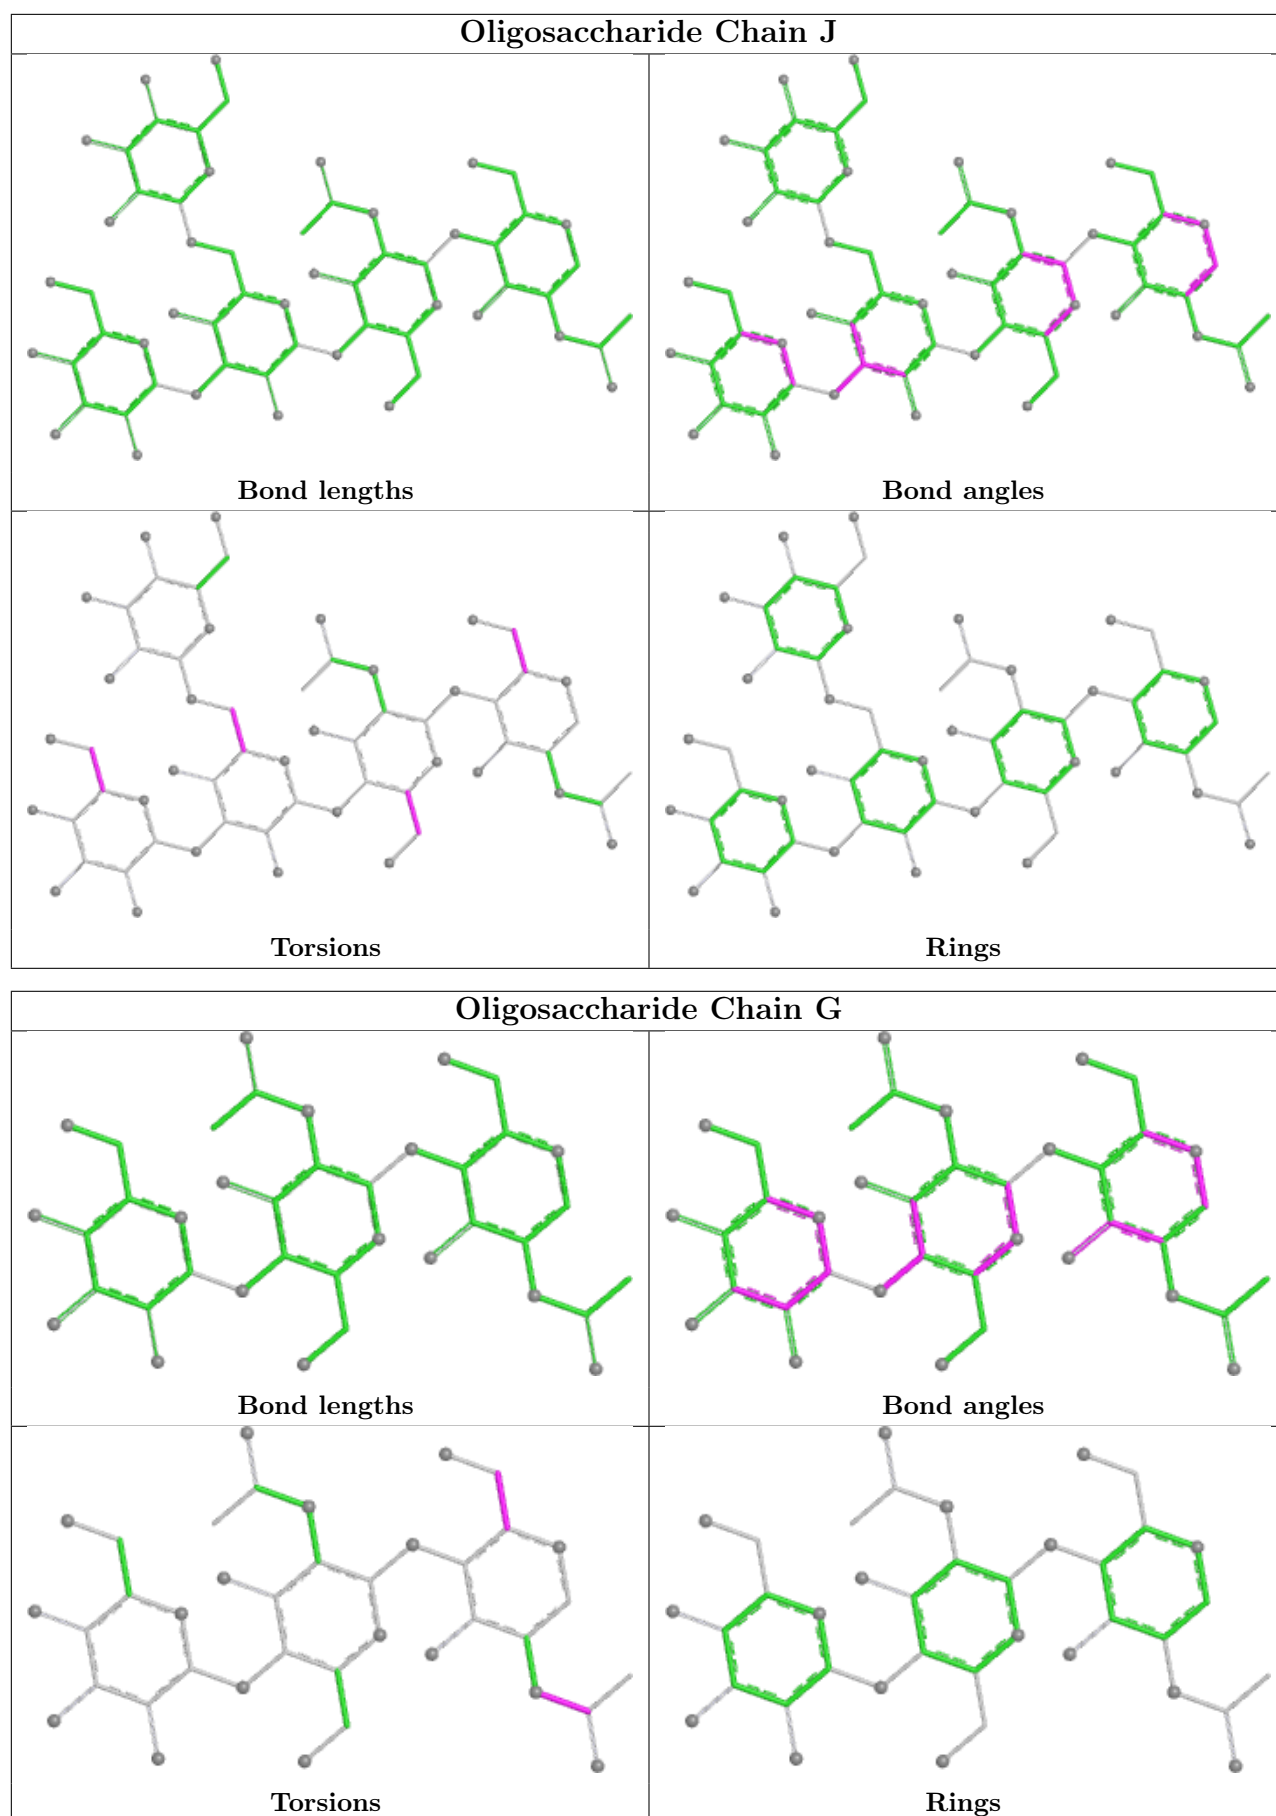 Oligosaccharide Chain J
Bond lengths
Bond angles
Torsions
Rings
Oligosaccharide Chain G
Bond lengths
Bond angles
Torsions
Rings